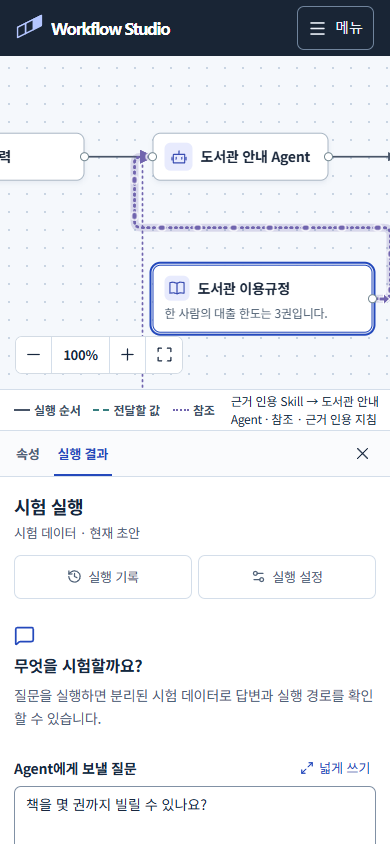 Workflow Studio
메뉴
력
도서관 안내 Agent
도서관 이용규정
한 사람의 대출 한도는 3권입니다.
100%
실행 순서
전달할 값
참조
근거 인용 Skill → 도서관 안내
Agent · 참조 · 근거 인용 지침
속성
실행 결과
시험 실행
시험 데이터 · 현재 초안
실행 기록
실행 설정
무엇을 시험할까요?
질문을 실행하면 분리된 시험 데이터로 답변과 실행 경로를 확인
할 수 있습니다.
Agent에게 보낼 질문
넓게 쓰기
책을 몇 권까지 빌릴 수 있나요?